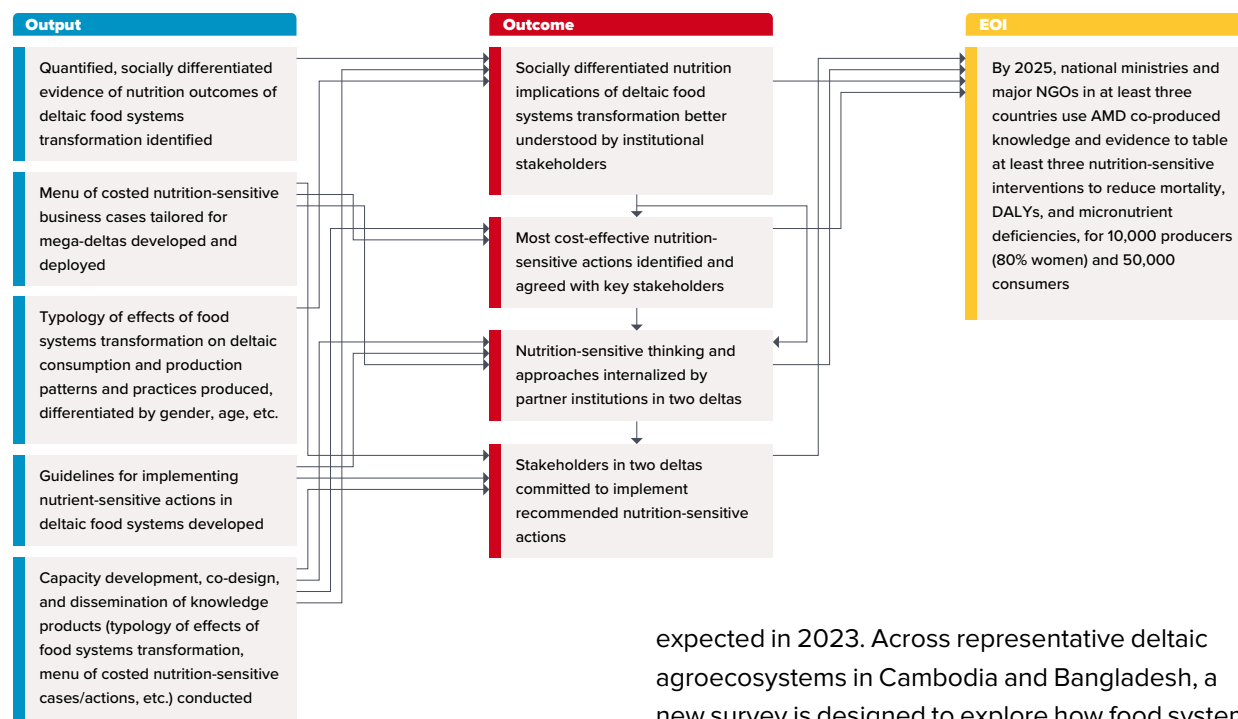 Output
Quantified, socially differentiated
evidence of nutrition outcomes of
deltaic food systems
transformation identified
Menu of costed nutrition-sensitive
business cases tailored for
mega-deltas developed and
deployed
Typology of effects of food
systems transformation on deltaic
consumption and production
patterns and practices produced,
differentiated by gender, age, etc.
Guidelines for implementing
nutrient-sensitive actions in
deltaic food systems developed
Capacity development, co-design,
and dissemination of knowledge
products (typology of effects of
food systems transformation,
menu of costed nutrition-sensitive
cases/actions, etc.) conducted
Outcome
Socially differentiated nutrition
implications of deltaic food
systems transformation better
understood by institutional
stakeholders
Most cost-effective nutrition-
sensitive actions identified and
agreed with key stakeholders
Nutrition-sensitive thinking and
approaches internalized by
partner institutions in two deltas
Stakeholders in two deltas
committed to implement
recommended nutrition-sensitive
actions
EOI
By 2025, national ministries and
major NGOs in at least three
countries use AMD co-produced
knowledge and evidence to table
at least three nutrition-sensitive
interventions to reduce mortality,
DALYs, and micronutrient
deficiencies, for 10,000 producers
(80% women) and 50,000
consumers
expected in 2023. Across representative deltaic
agroecosystems in Cambodia and Bangladesh, a
new survey is designed to explore how food system